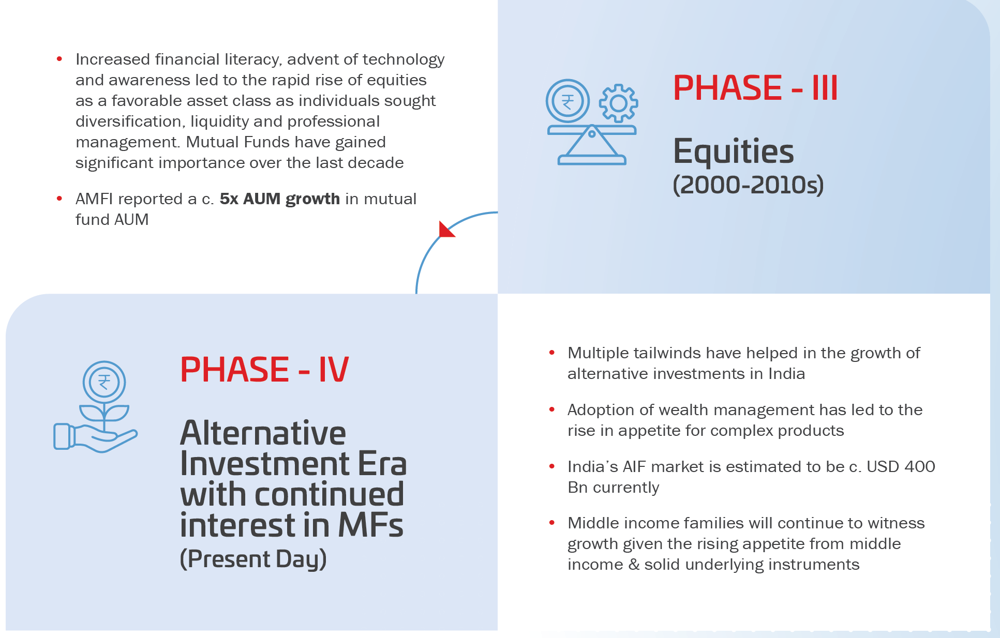 • Increased financial literacy, advent of technology
and awareness led to the rapid rise of equities
as a favorable asset class as individuals sought
diversification, liquidity and professional
management. Mutual Funds have gained
significant importance over the last decade
• AMFI reported a c. 5x AUM growth in mutual
fund AUM
PHASE - III
Equities
(2000-2010s)
₹
PHASE - IV
Alternative
Investment Era
with continued
interest in MFs
(Present Day)
₹
• Multiple tailwinds have helped in the growth of
alternative investments in India
• Adoption of wealth management has led to the
rise in appetite for complex products
• India’s AIF market is estimated to be c. USD 400
Bn currently
• Middle income families will continue to witness
growth given the rising appetite from middle
income & solid underlying instruments